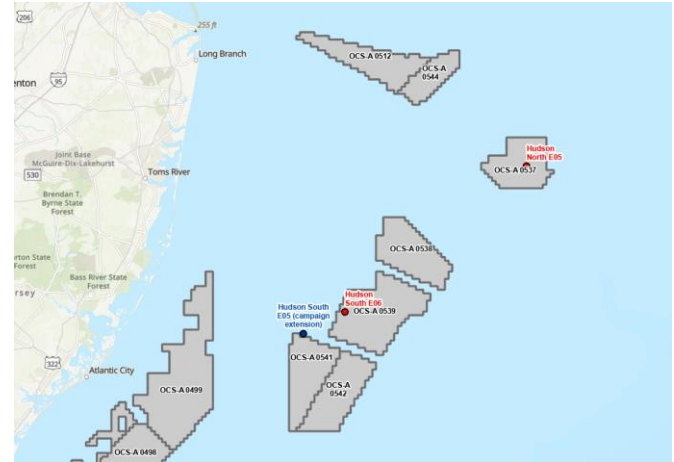 206
255 ft
Long Branch
OCS-A 0512
OCS-A
0544
enton
95
Joint Base
McGuire-Dix-Lakehurst
Hudson
North E05
OCS-A 0537
530
Toms River
Brendan T.
Byrne State
Forest
OCS-A 0538
rton State
Forest
Bass River State
Forest
ersey
Hudson South
E05 (campaign
extension)
Hudson
South E06
OCS-A 0539
322
OCS-A 0541
Atlantic City
OCS-A 0499
OCS-A
0542
OCS-A 0498